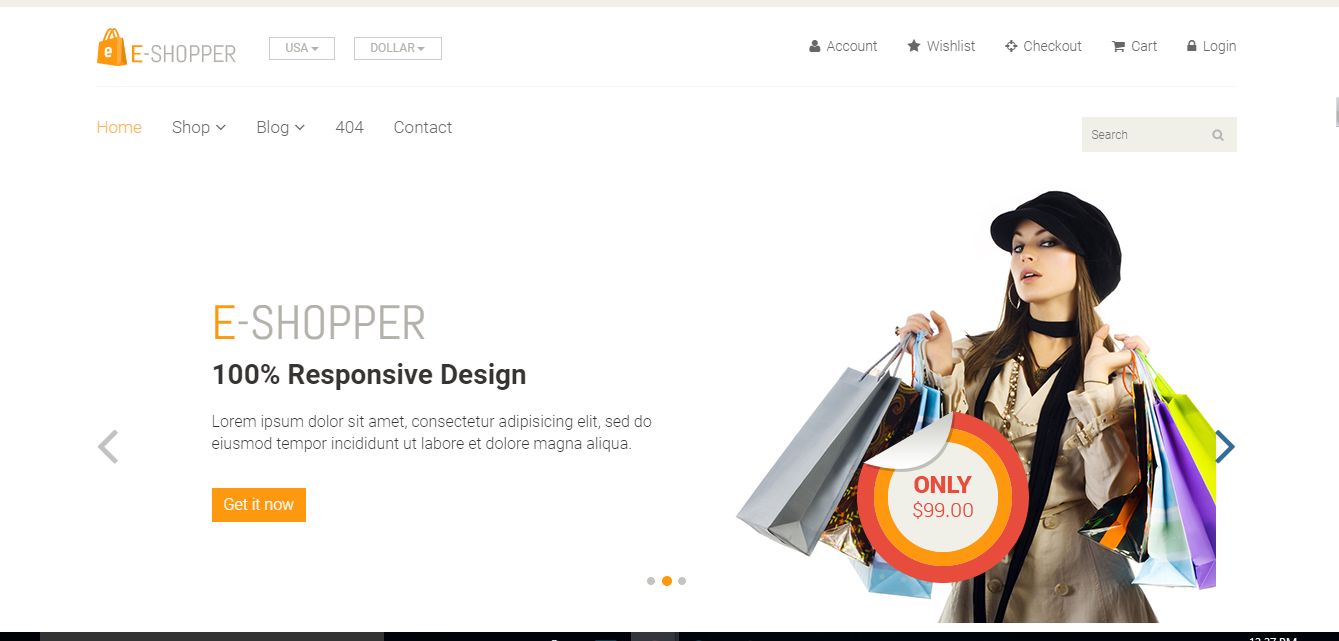 E-SHOPPER
USA
DOLLAR
Account
Wishlist
Checkout
Cart
Login
Home
Shop
Blog
404
Contact
Search
E-SHOPPER
100% Responsive Design
Lorem ipsum dolor sit amet, consectetur adipisicing elit, sed do
eiusmod tempor incididunt ut labore et dolore magna aliqua.
Get it now
ONLY
$99.00